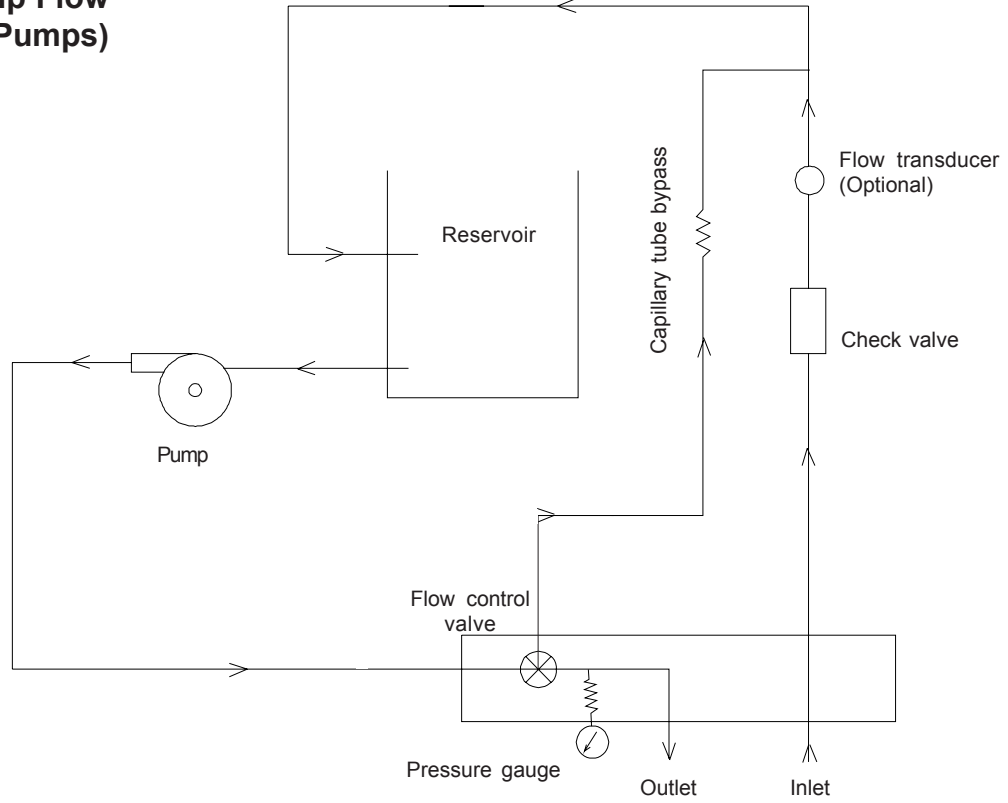 Flow
Pumps)
Reservoir
Capillary tube bypass
Flow transducer
(Optional)
Check valve
Pump
Flow control
valve
Pressure gauge
Outlet
Inlet